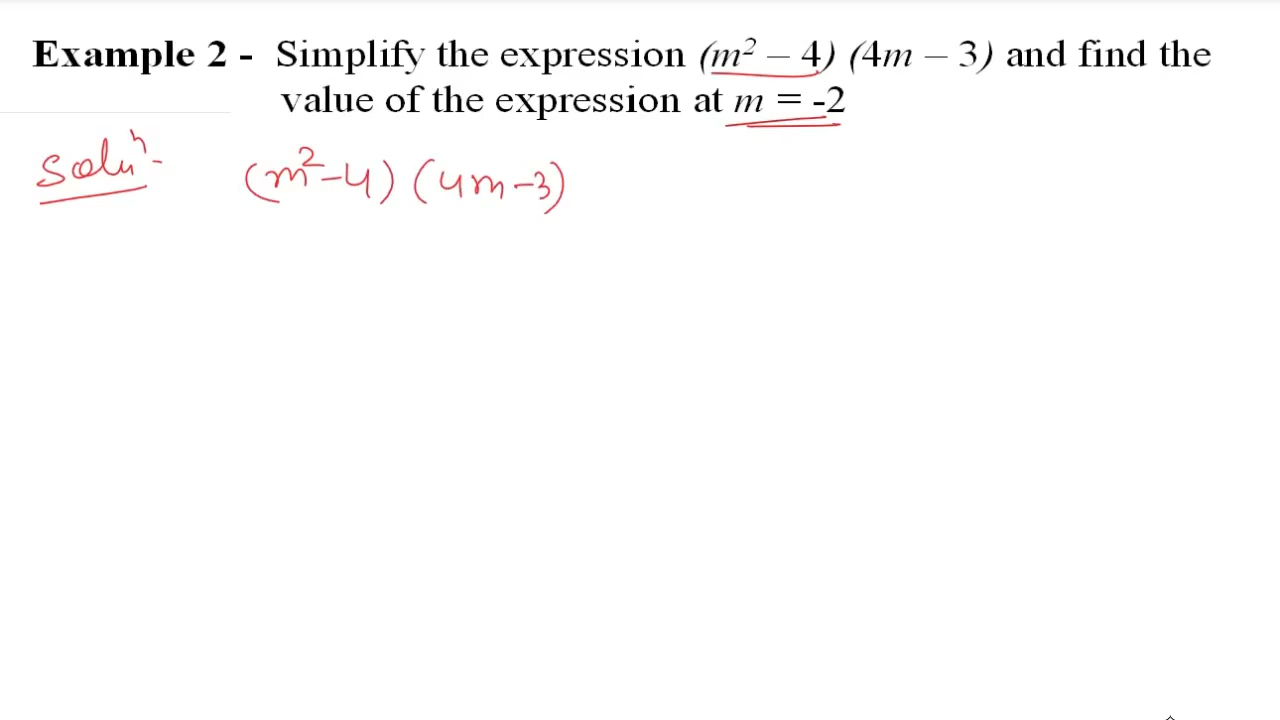 Example 2 - Simplify the expression (m² – 4) (4m – 3) and find the
value of the expression at m = -2
Soluⁿ- (m²-4) (4m-3)